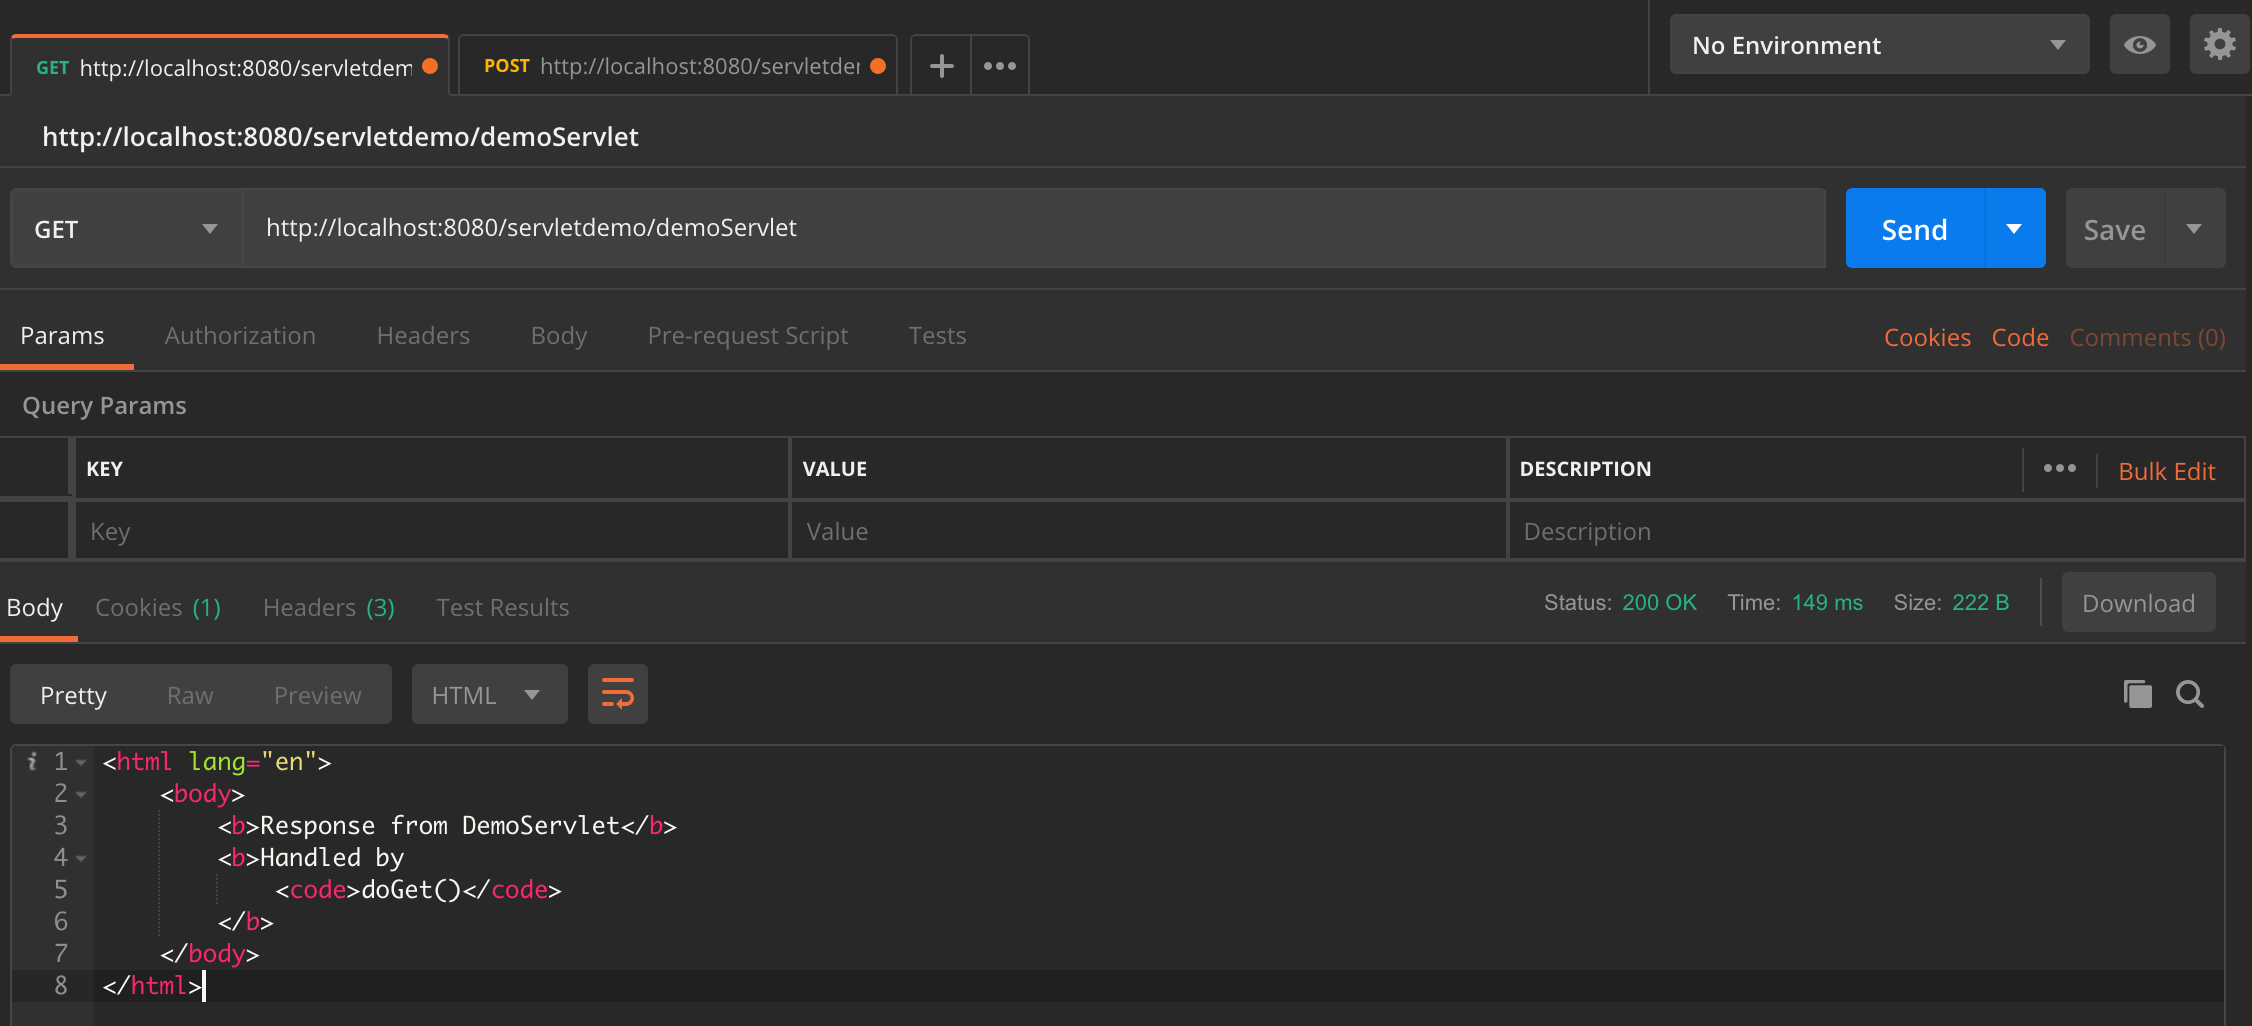 GET http://localhost:8080/servletdem
POST http://localhost:8080/servletder
No Environment
http://localhost:8080/servletdemo/demoServlet
GET http://localhost:8080/servletdemo/demoServlet Send Save
Params Authorization Headers Body Pre-request Script Tests Cookies Code Comments (0)
Query Params
KEY VALUE DESCRIPTION Bulk Edit
Key Value Description
Body Cookies (1) Headers (3) Test Results Status: 200 OK Time: 149 ms Size: 222 B Download
Pretty Raw Preview HTML
i 1 <html lang="en">
2 <body>
3 <b>Response from DemoServlet</b>
4 <b>Handled by
5 <code>doGet()</code>
6 </b>
7 </body>
8 </html>